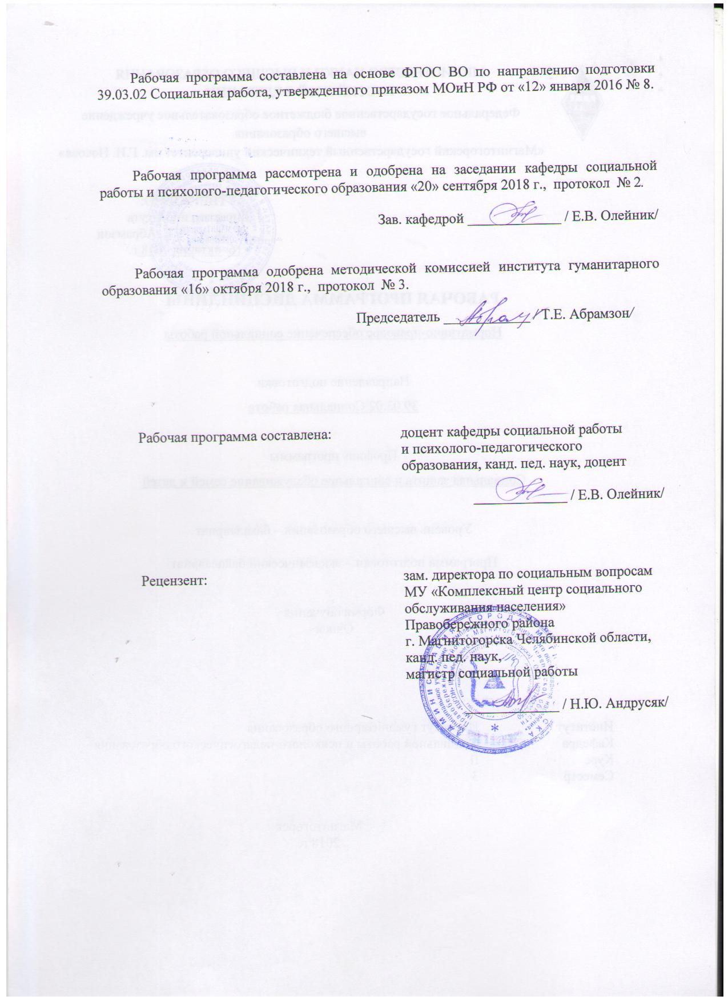 Рабочая программа составлена на основе ФГОС ВО по направлению подготовки
39.03.02 Социальная работа, утвержденного приказом МОиН РФ от «12» января 2016 № 8.
Рабочая программа рассмотрена и одобрена на заседании кафедры социальной
работы и психолого-педагогического образования «20» сентября 2018 г., протокол № 2.
Зав. кафедрой _____________ / Е.В. Олейник/
Рабочая программа одобрена методической комиссией института гуманитарного
образования «16» октября 2018 г., протокол № 3.
Председатель ____________ / Т.Е. Абрамзон/
Рабочая программа составлена:
доцент кафедры социальной работы
и психолого-педагогического
образования, канд. пед. наук, доцент
_____________ / Е.В. Олейник/
Рецензент:
зам. директора по социальным вопросам
МУ «Комплексный центр социального
обслуживания населения»
Правобережного района
г. Магнитогорска Челябинской области,
канд. пед. наук,
магистр социальной работы
_____________ / Н.Ю. Андрусяк/
АДМИНИСТРАЦИЯ ГОРОДА